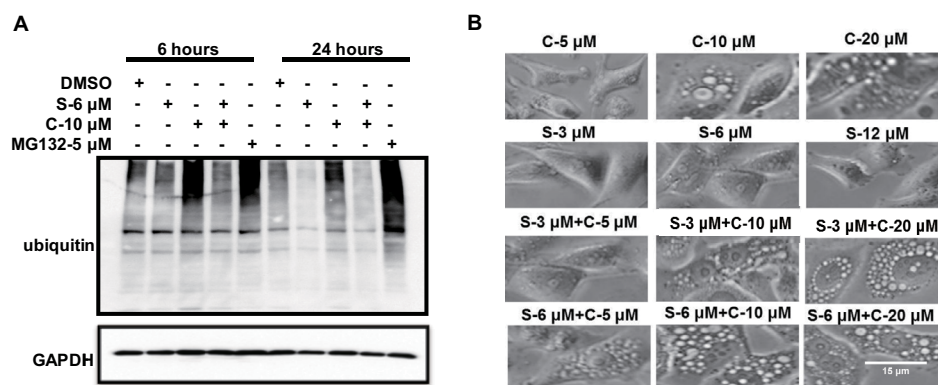 A
6 hours 24 hours
DMSO + - - - - + - - - -
S-6 µM - + - + - - + - + -
C-10 µM - - + + - - - + + -
MG132-5 µM - - - - + - - - - +
ubiquitin
GAPDH
B
C-5 µM C-10 µM C-20 µM
S-3 µM S-6 µM S-12 µM
S-3 µM+C-5 µM S-3 µM+C-10 µM S-3 µM+C-20 µM
S-6 µM+C-5 µM S-6 µM+C-10 µM S-6 µM+C-20 µM
15 µm